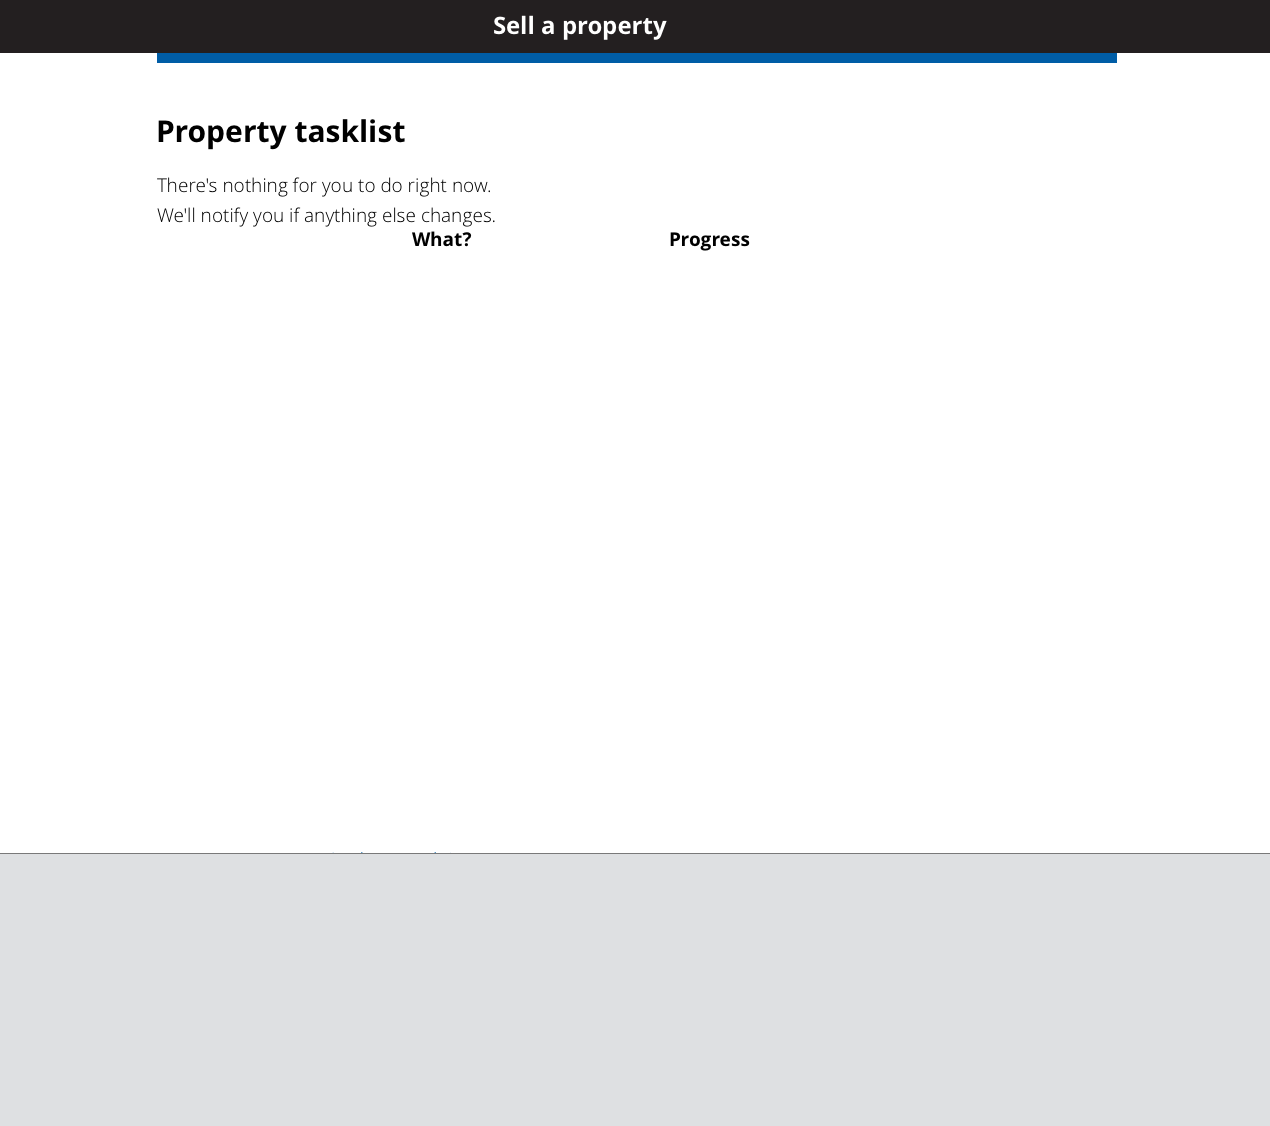 Sell a property
Property tasklist
There's nothing for you to do right now.
We'll notify you if anything else changes.
What? Progress